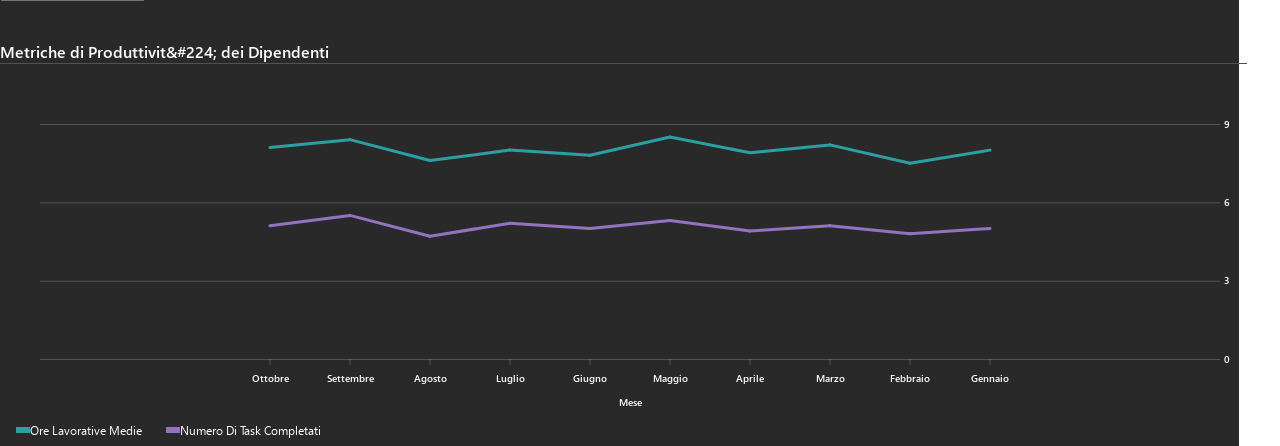 Metriche di Produttivit&#224; dei Dipendenti
9
6
3
0
Ottobre Settembre Agosto Luglio Giugno Maggio Aprile Marzo Febbraio Gennaio
Mese
Ore Lavorative Medie Numero Di Task Completati